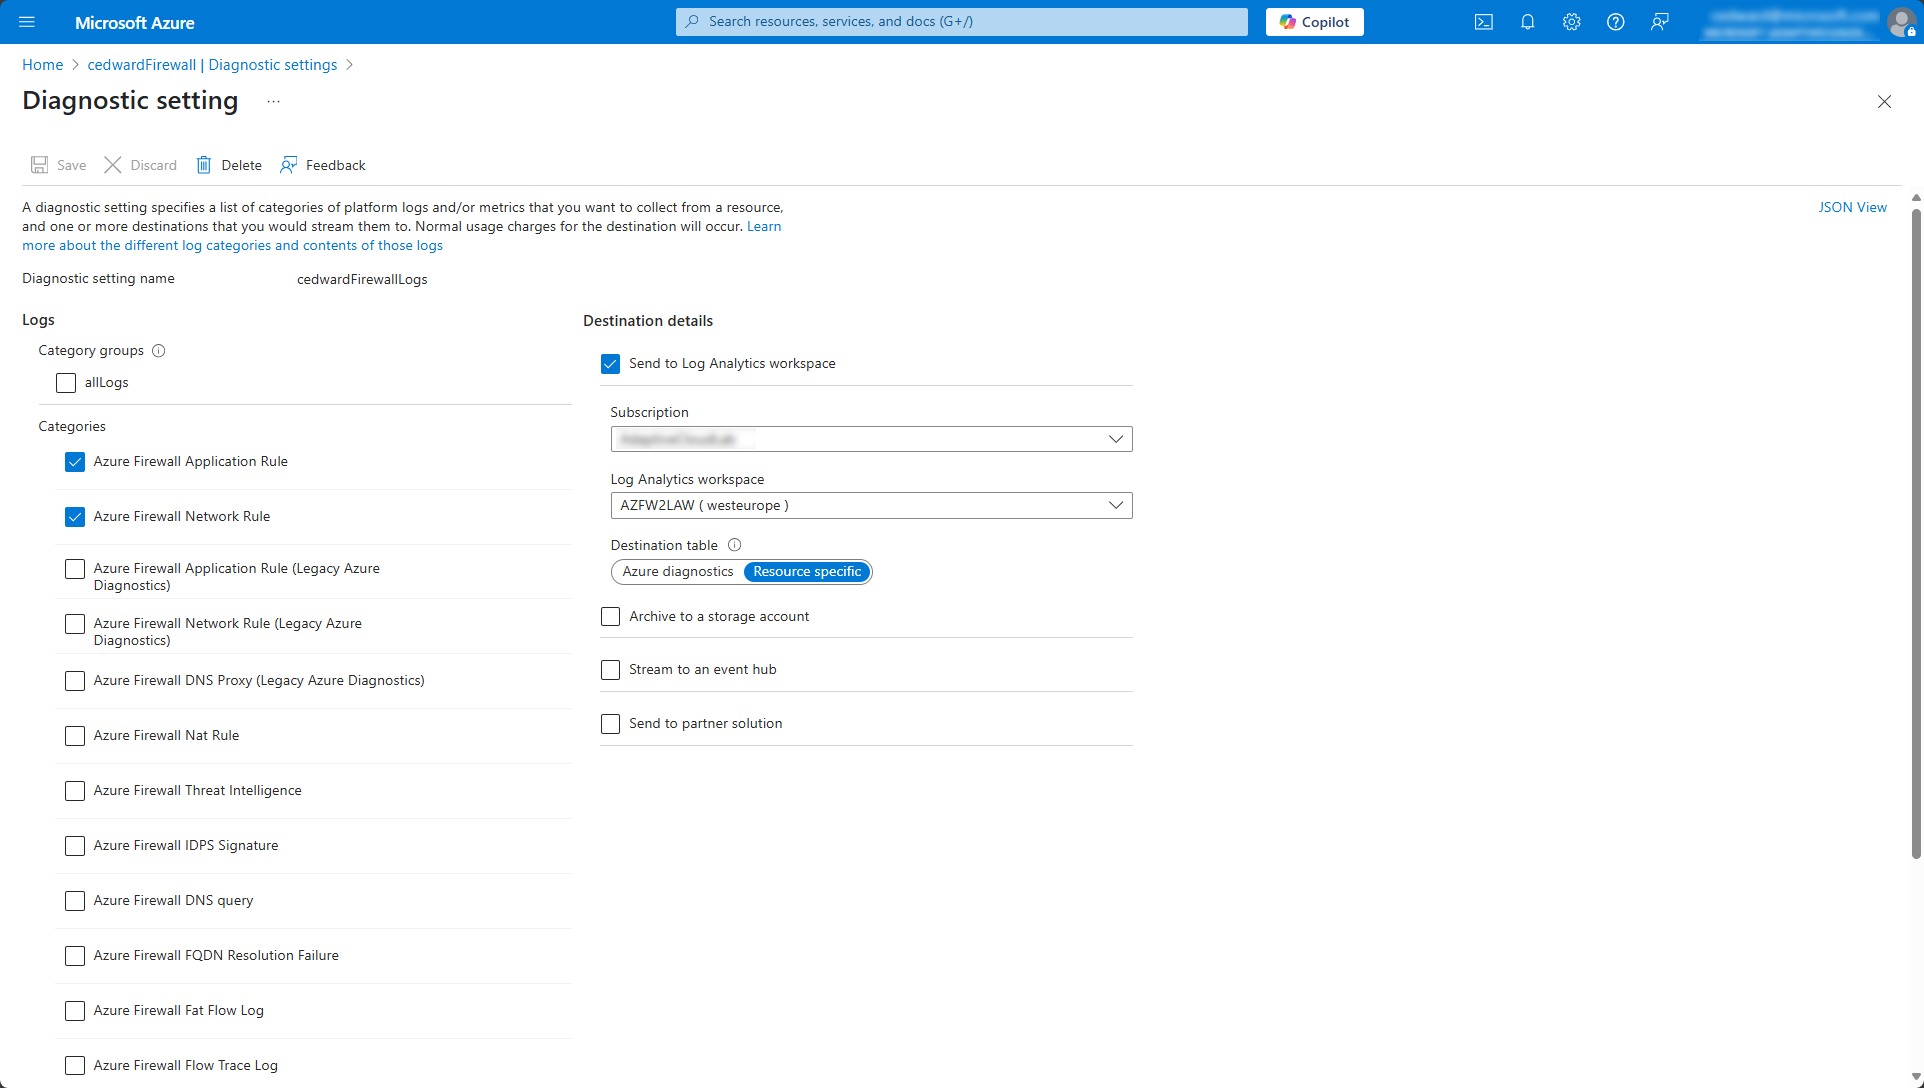 Microsoft Azure
Search resources, services, and docs (G+/)
Copilot
Home
cedwardFirewall | Diagnostic settings
Diagnostic setting
...
Save
Discard
Delete
Feedback
A diagnostic setting specifies a list of categories of platform logs and/or metrics that you want to collect from a resource,
and one or more destinations that you would stream them to. Normal usage charges for the destination will occur. Learn
more about the different log categories and contents of those logs
JSON View
Diagnostic setting name
cedwardFirewallLogs
Logs
Category groups
allLogs
Categories
Azure Firewall Application Rule
Azure Firewall Network Rule
Azure Firewall Application Rule (Legacy Azure
Diagnostics)
Azure Firewall Network Rule (Legacy Azure
Diagnostics)
Azure Firewall DNS Proxy (Legacy Azure Diagnostics)
Azure Firewall Nat Rule
Azure Firewall Threat Intelligence
Azure Firewall IDPS Signature
Azure Firewall DNS query
Azure Firewall FQDN Resolution Failure
Azure Firewall Fat Flow Log
Azure Firewall Flow Trace Log
Destination details
Send to Log Analytics workspace
Subscription
Log Analytics workspace
AZFW2LAW ( westeurope )
Destination table
Azure diagnostics
Resource specific
Archive to a storage account
Stream to an event hub
Send to partner solution